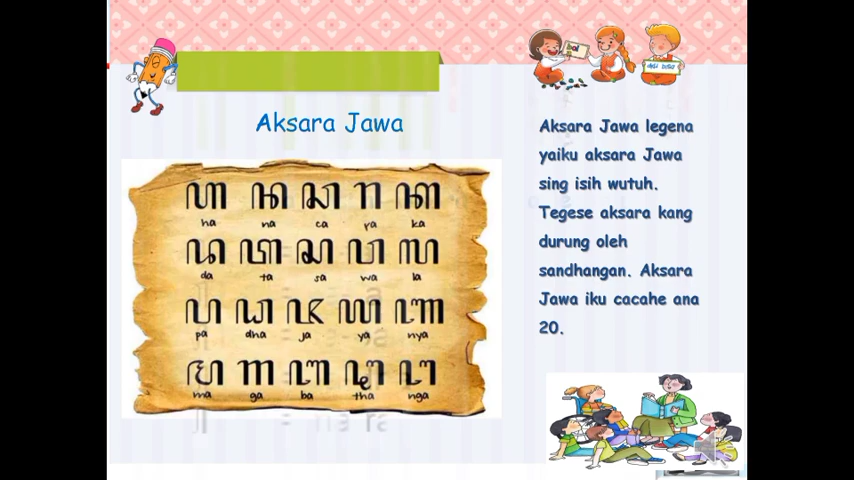 Aksara Jawa
ꦲ ꦤ ꦕ ꦫ ꦏ
ha na ca ra ka
ꦢ ꦠ ꦱ ꦮ ꦭ
da ta sa wa la
ꦥ ꦝ ꦗ ꦪ ꦚ
pa dha ja ya nya
ꦩ ꦒ ꦧ ꦛ ꦔ
ma ga ba tha nga
Aksara Jawa legena
yaiku aksara Jawa
sing isih wutuh.
Tegese aksara kang
durung oleh
sandhangan. Aksara
Jawa iku cacahe ana
20.